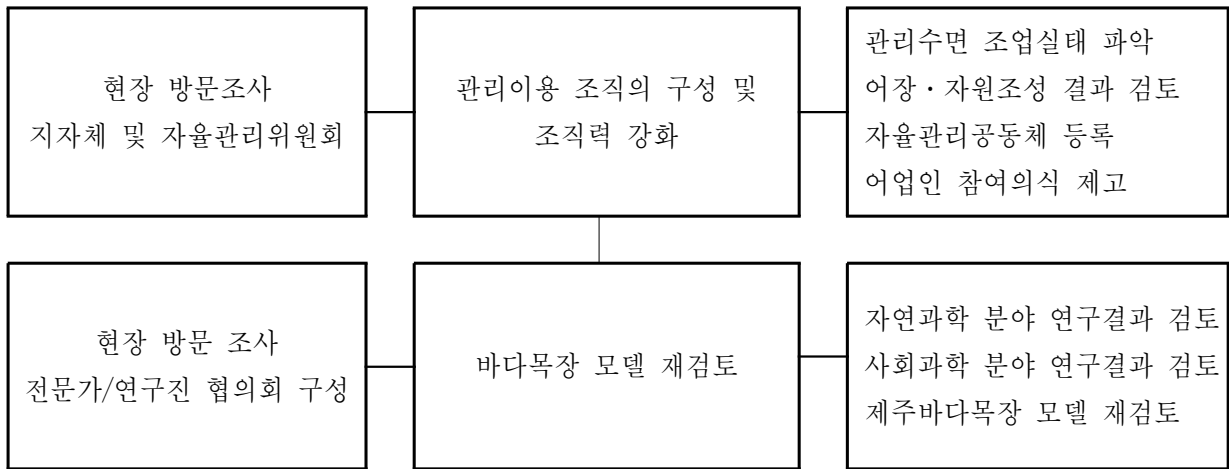 현장 방문조사
지자체 및 자율관리위원회
관리이용 조직의 구성 및
조직력 강화
관리수면 조업실태 파악
어장・자원조성 결과 검토
자율관리공동체 등록
어업인 참여의식 제고
현장 방문 조사
전문가/연구진 협의회 구성
바다목장 모델 재검토
자연과학 분야 연구결과 검토
사회과학 분야 연구결과 검토
제주바다목장 모델 재검토